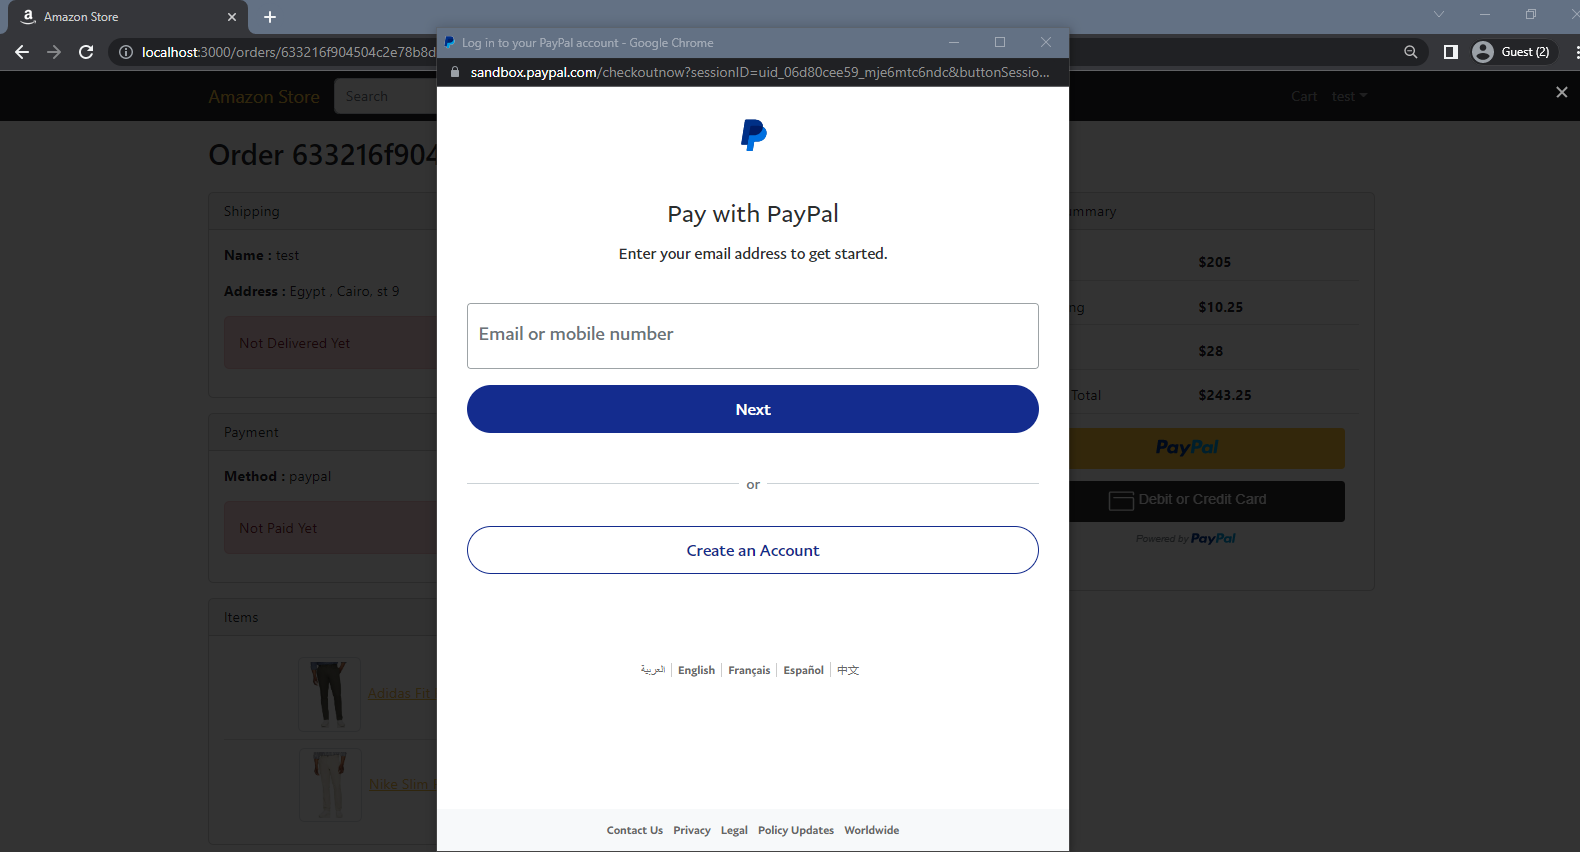 Amazon Store
localhost:3000/orders/633216f904504c2e78b8d
Guest (2)
Log in to your PayPal account - Google Chrome
sandbox.paypal.com/checkoutnow?sessionID=uid_06d80cee59_mje6mtc6ndc&buttonSessio...
Amazon Store
Search
Cart
test
Order 633216f904
Shipping
Name : test
Address : Egypt , Cairo, st 9
Not Delivered Yet
Payment
Method : paypal
Not Paid Yet
Items
Adidas Fit
Nike Slim
Pay with PayPal
Enter your email address to get started.
Email or mobile number
Next
or
Create an Account
العربية
English
Français
Español
中文
Contact Us Privacy Legal Policy Updates Worldwide
mmary
$205
ng
$10.25
$28
Total
$243.25
PayPal
Debit or Credit Card
Powered by PayPal